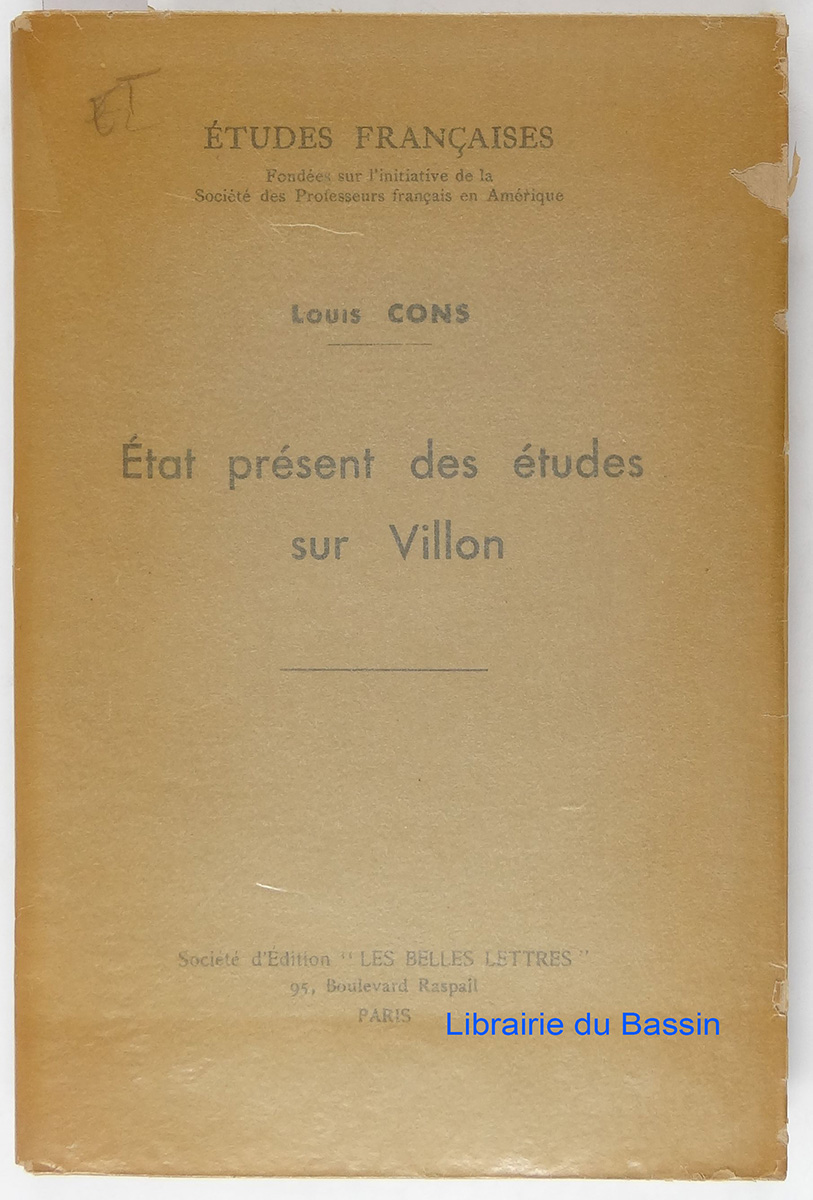 ÉTUDES FRANÇAISES
Fondées sur l'initiative de la
Société des Professeurs français en Amérique
Louis CONS
État présent des études
sur Villon
Société d'Édition "LES BELLES LETTRES"
95, Boulevard Raspail
PARIS
Librairie du Bassin